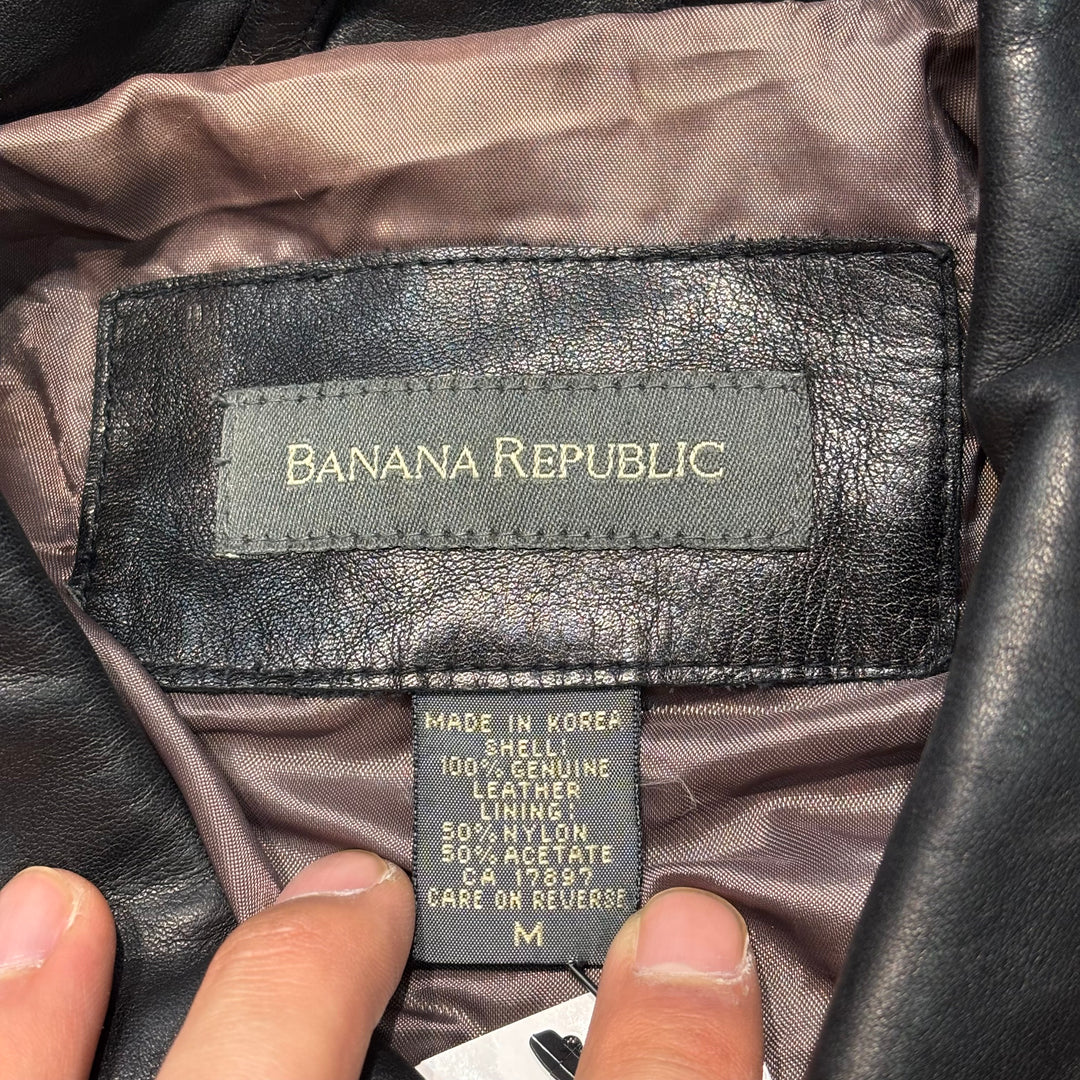 BANANA REPUBLIC
MADE IN KOREA
SHELL:
100% GENUINE
LEATHER
LINING:
50% NYLON
50% ACETATE
CA 17897
CARE ON REVERSE
M